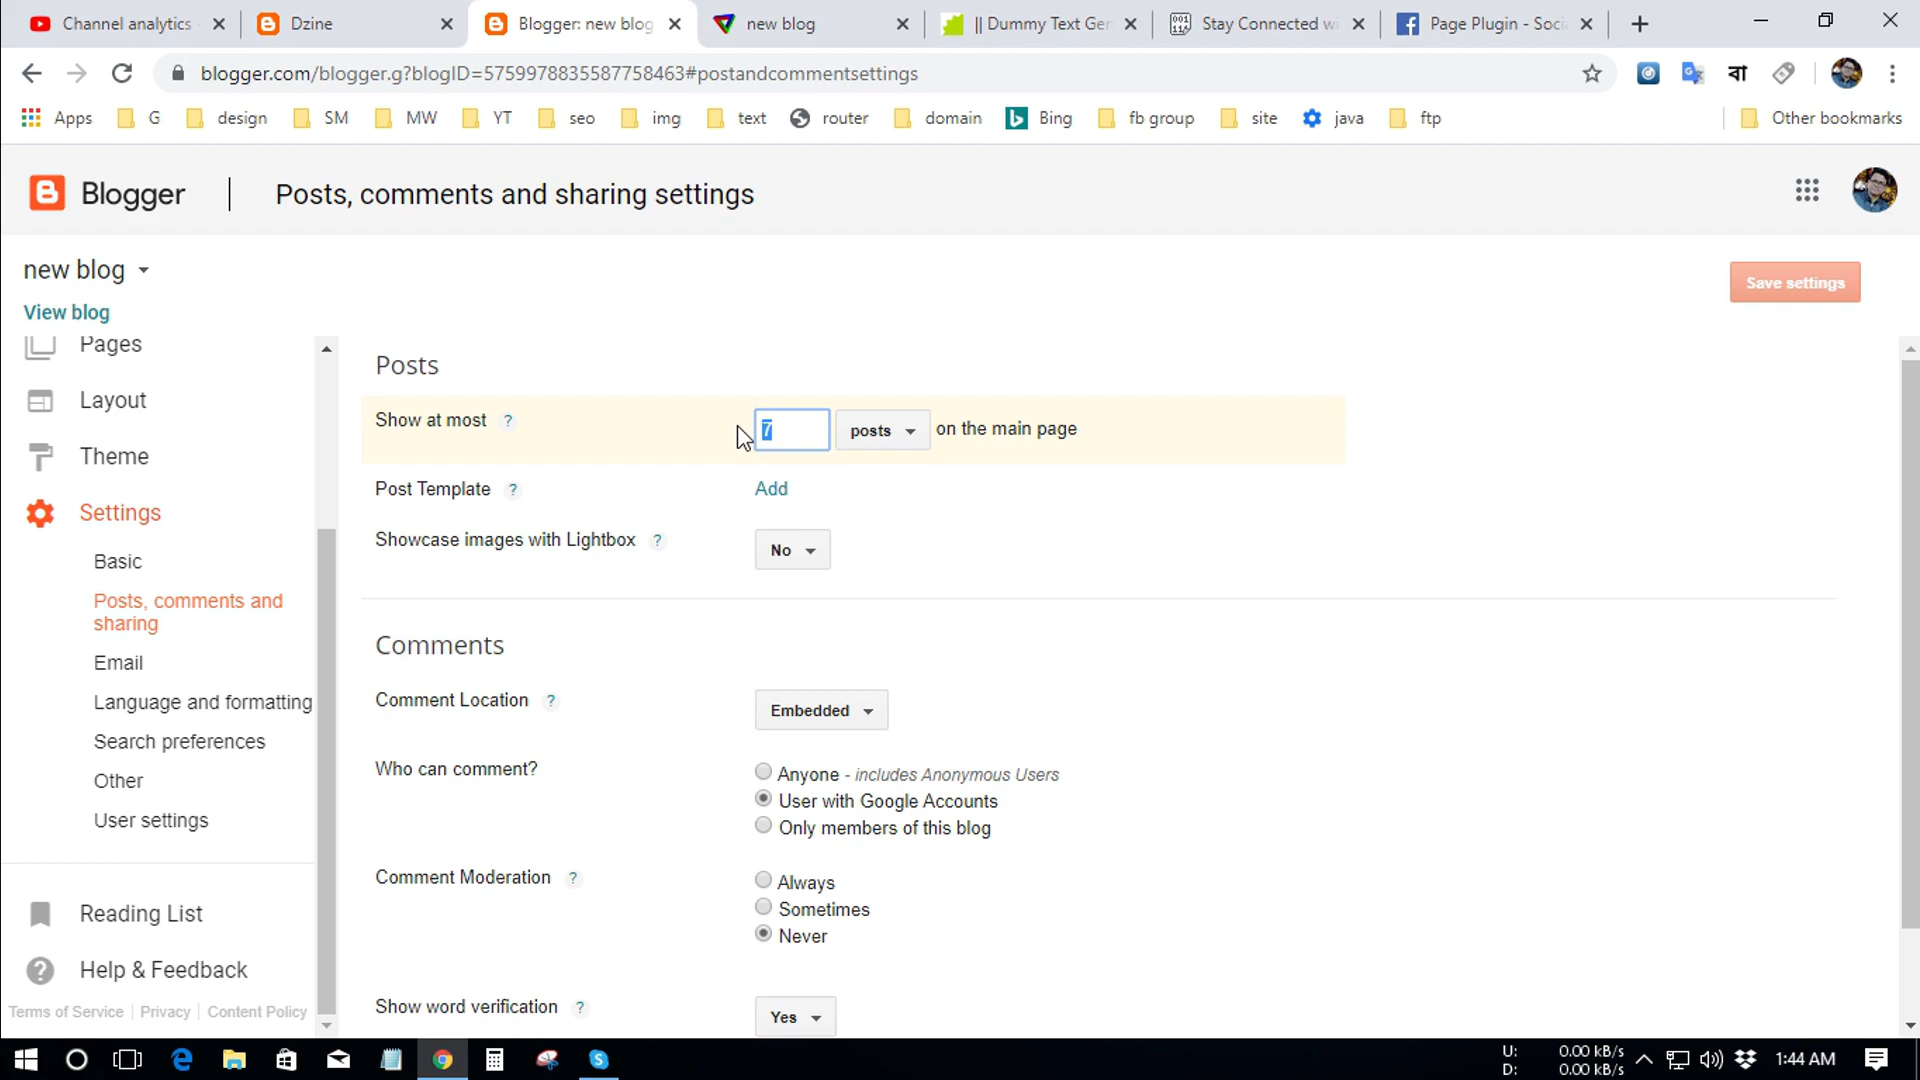 Channel analytics
Dzine
Blogger: new blog
new blog
|| Dummy Text Gen
Stay Connected wi
Page Plugin - Soci
blogger.com/blogger.g?blogID=5759978835587758463#postandcommentsettings
বা
Apps G design SM MW YT seo img text router domain Bing fb group site java ftp Other bookmarks
Blogger
Posts, comments and sharing settings
new blog
View blog
Save settings
Pages
Layout
Theme
Settings
Basic
Posts, comments and
sharing
Email
Language and formatting
Search preferences
Other
User settings
Reading List
Help & Feedback
Terms of Service | Privacy | Content Policy
Posts
Show at most ? 7 posts on the main page
Post Template ? Add
Showcase images with Lightbox ? No
Comments
Comment Location ? Embedded
Who can comment? Anyone - includes Anonymous Users
User with Google Accounts
Only members of this blog
Comment Moderation ? Always
Sometimes
Never
Show word verification ? Yes
U: 0.00 kB/s
D: 0.00 kB/s
1:44 AM